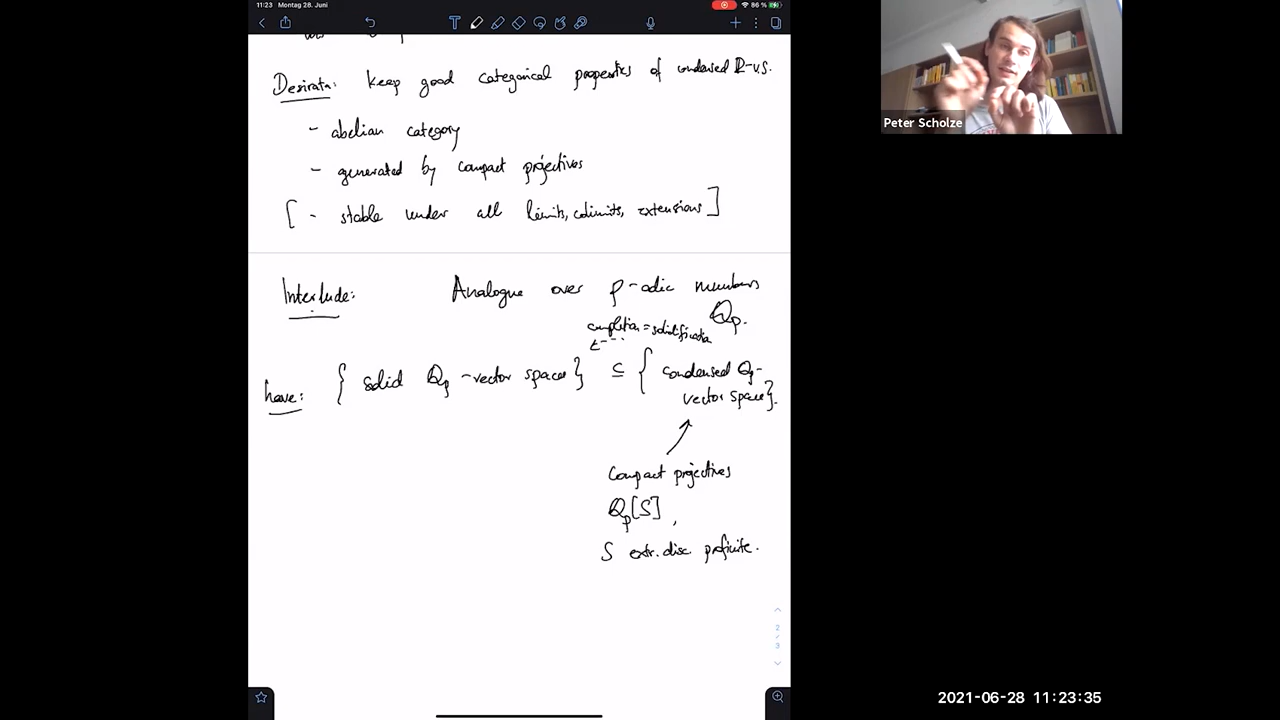 11:23 Montag 28. Juni
86 %
Desirata: keep good categorical properties of condensed R-v.s.
- abelian category
- generated by compact projectives
[ - stable under all limits, colimits, extensions ]
Interlude: Analogue over p-adic numbers
Qp.
completion = solidification
have: { solid Qp -vector spaces } ⊆ { condensed Qp-
vector spaces }.
compact projectives
Qp[S] ,
S extr. disc profinite.
2
/
3
Peter Scholze
2021-06-28 11:23:35